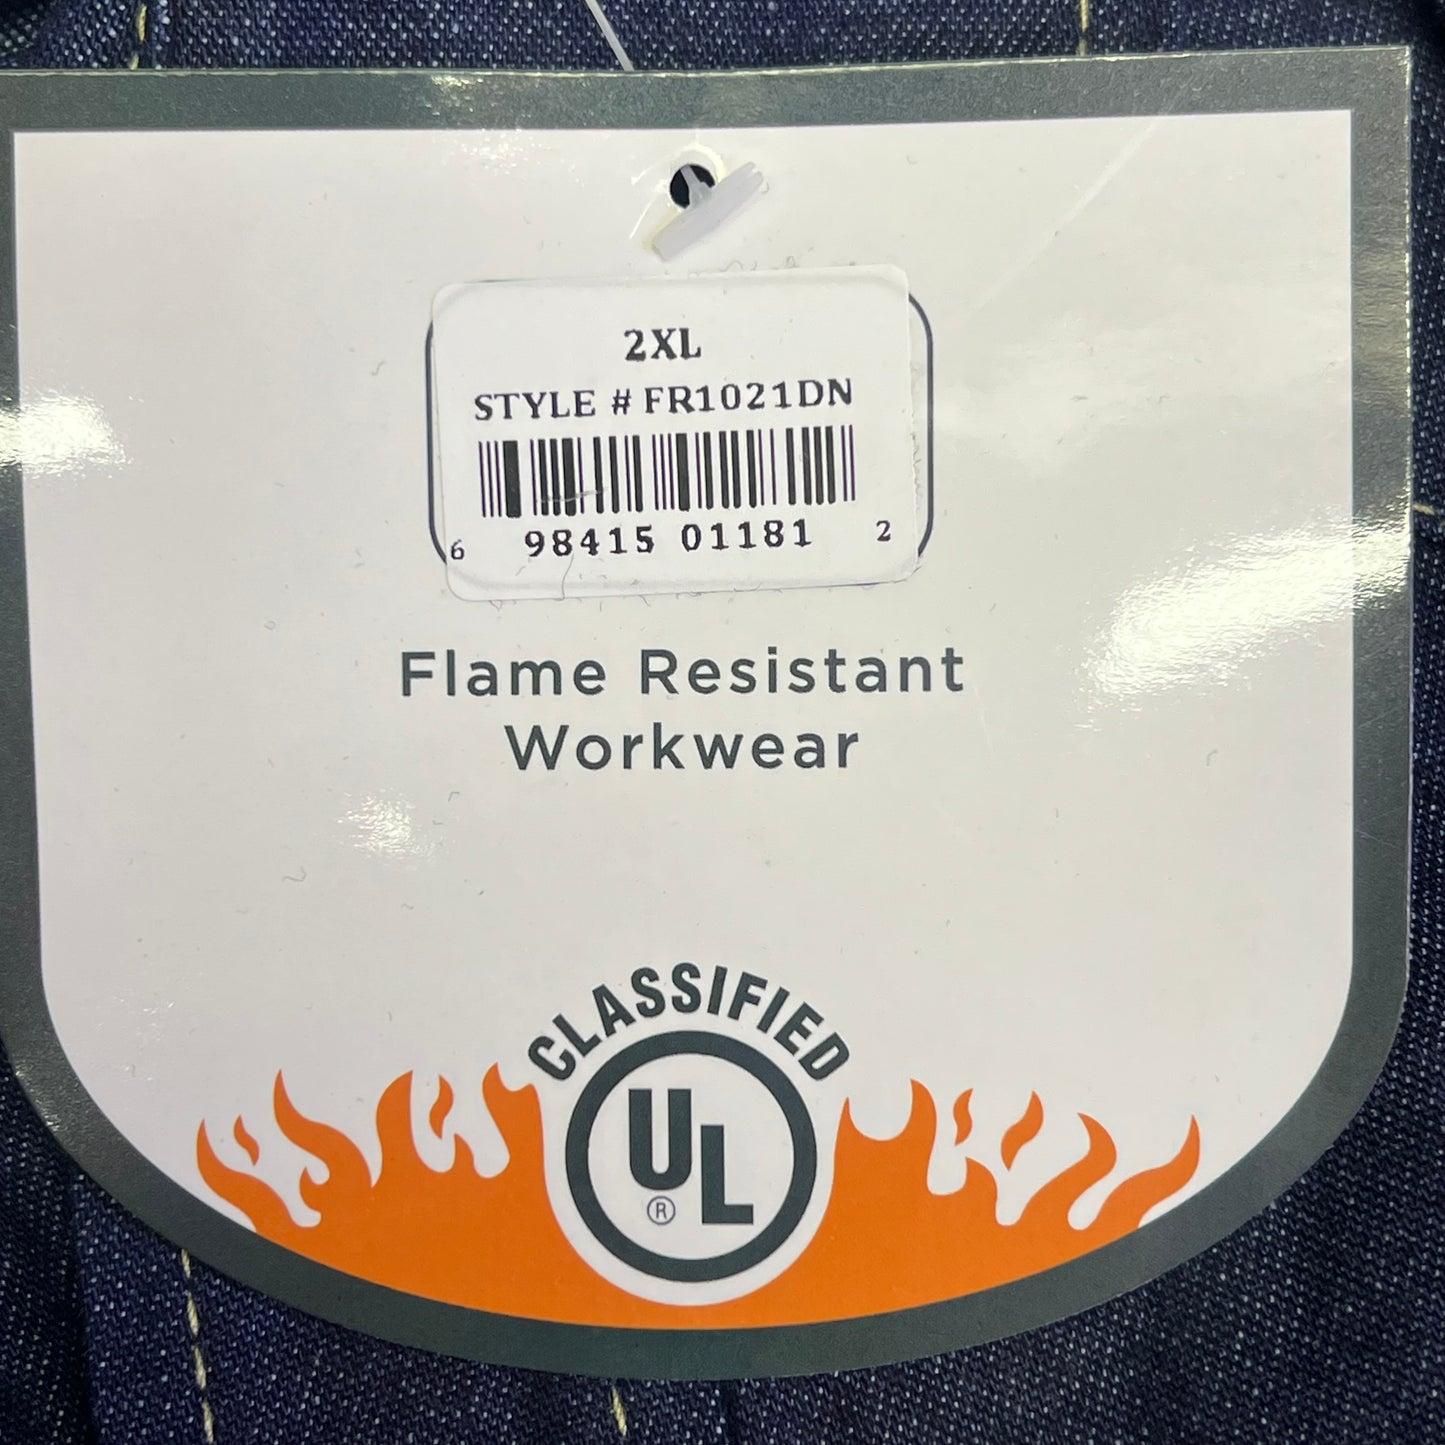 2XL
STYLE # FR1021DN
6 98415 01181 2
Flame Resistant
Workwear
CLASSIFIED
UL
®